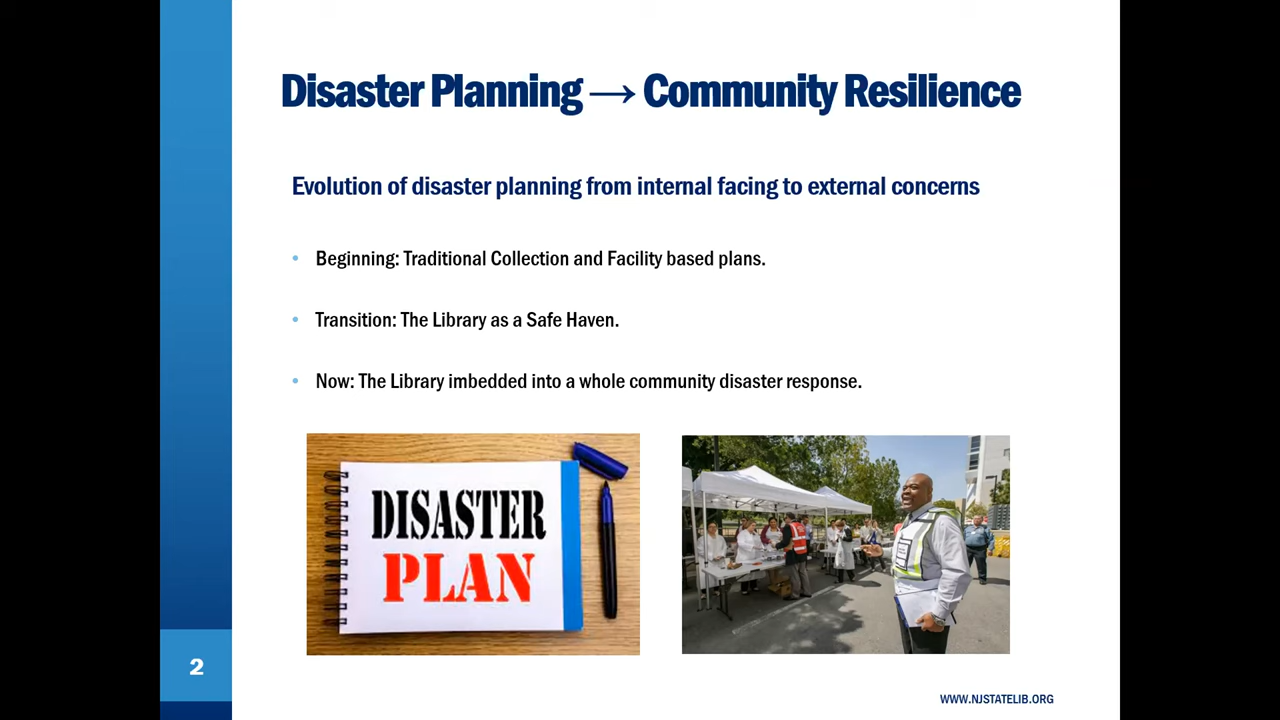 Disaster Planning → Community Resilience
Evolution of disaster planning from internal facing to external concerns
• Beginning: Traditional Collection and Facility based plans.
• Transition: The Library as a Safe Haven.
• Now: The Library imbedded into a whole community disaster response.
DISASTER
PLAN
2
WWW.NJSTATELIB.ORG